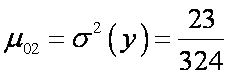 μ₀₂ = σ²(y) = 23/324